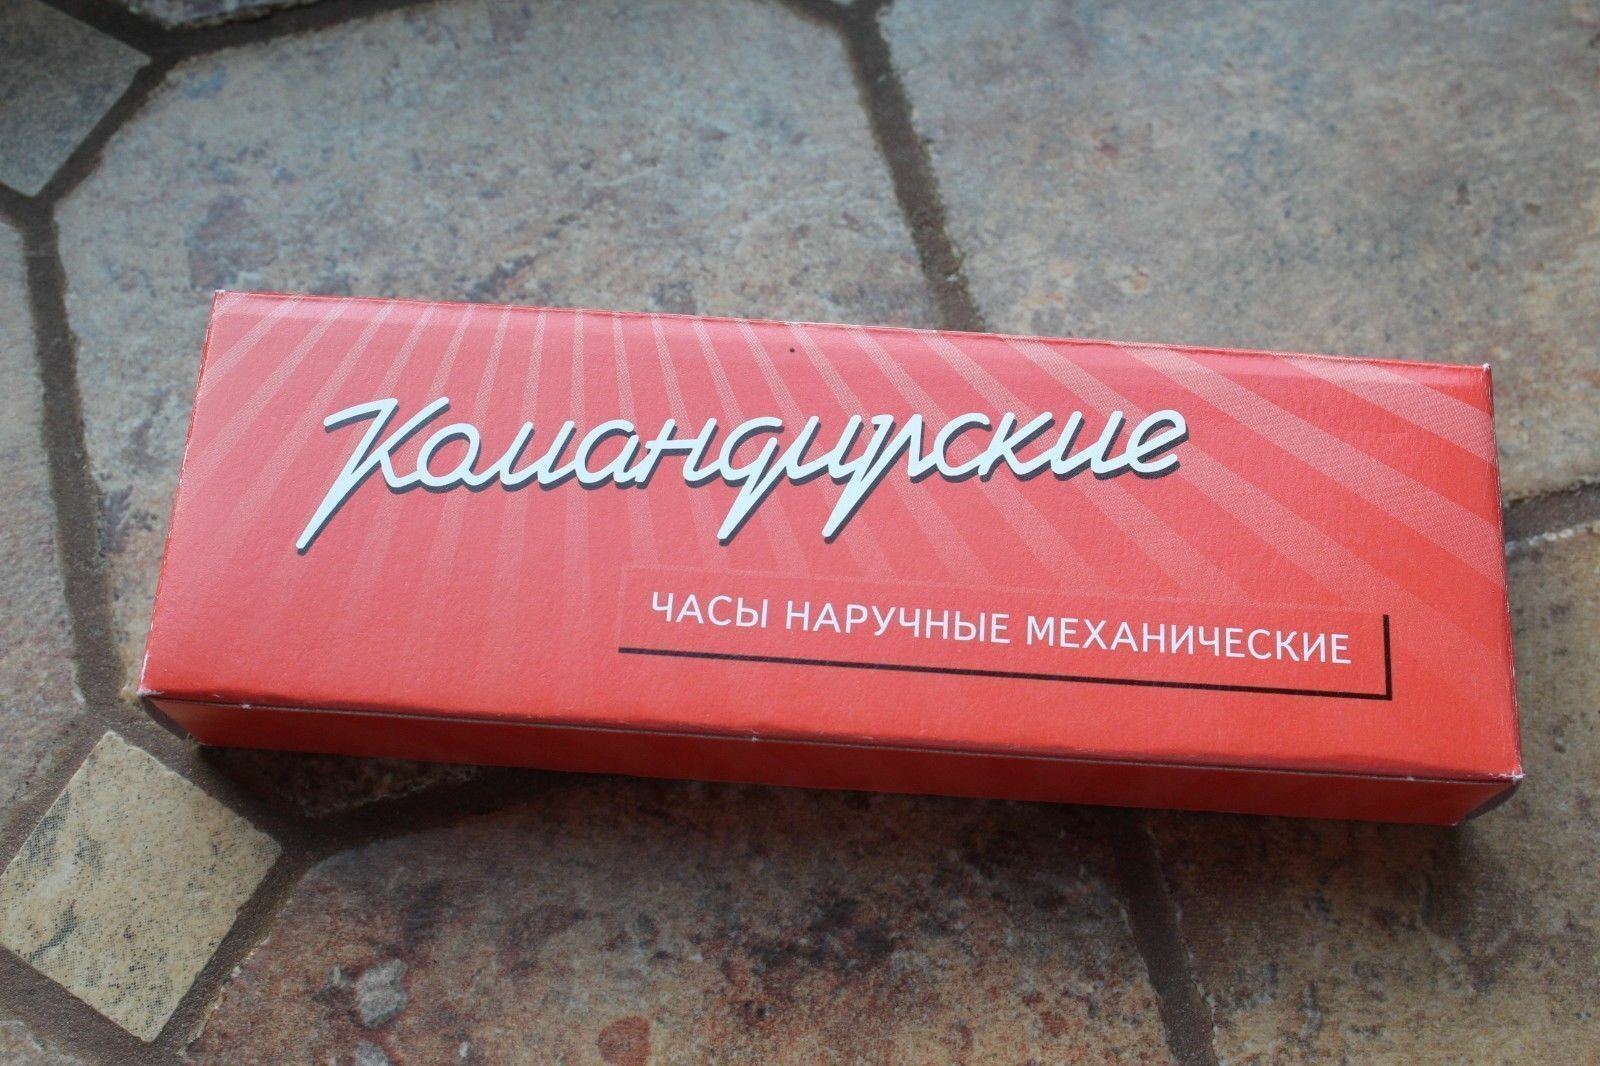 Командирские
ЧАСЫ НАРУЧНЫЕ МЕХАНИЧЕСКИЕ